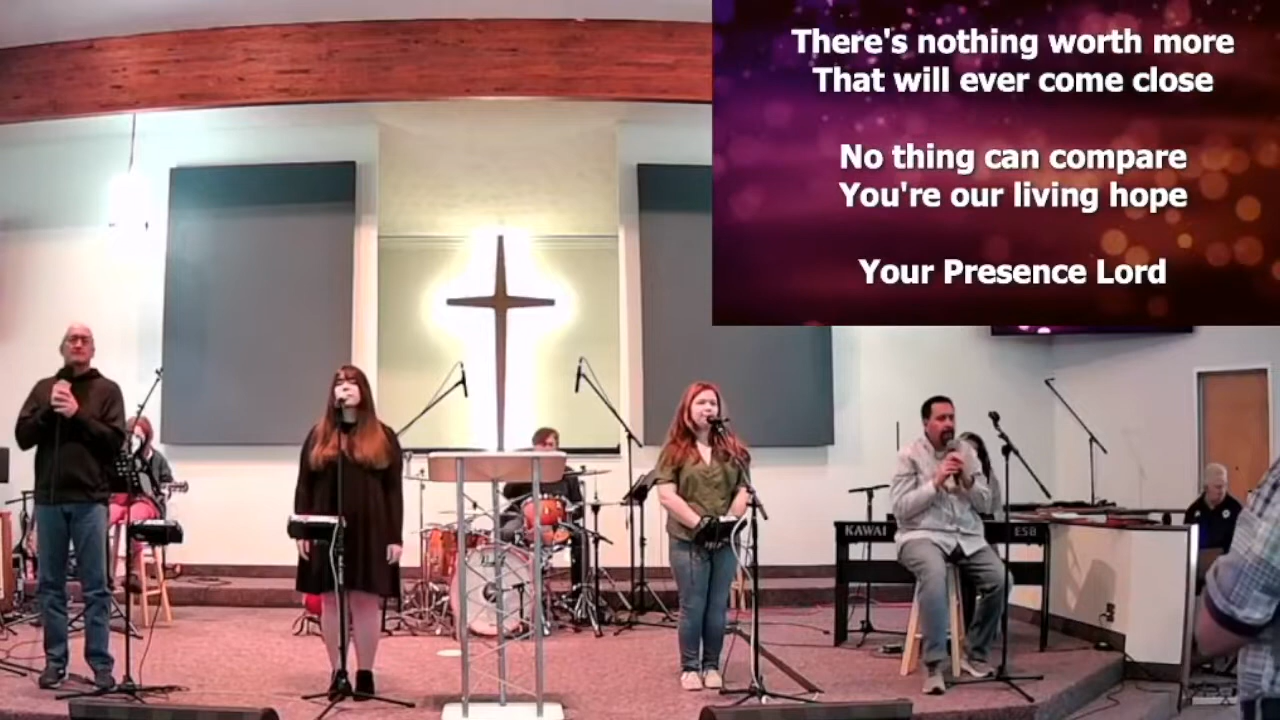 There's nothing worth more
That will ever come close
No thing can compare
You're our living hope
Your Presence Lord
KAWAI
ES8